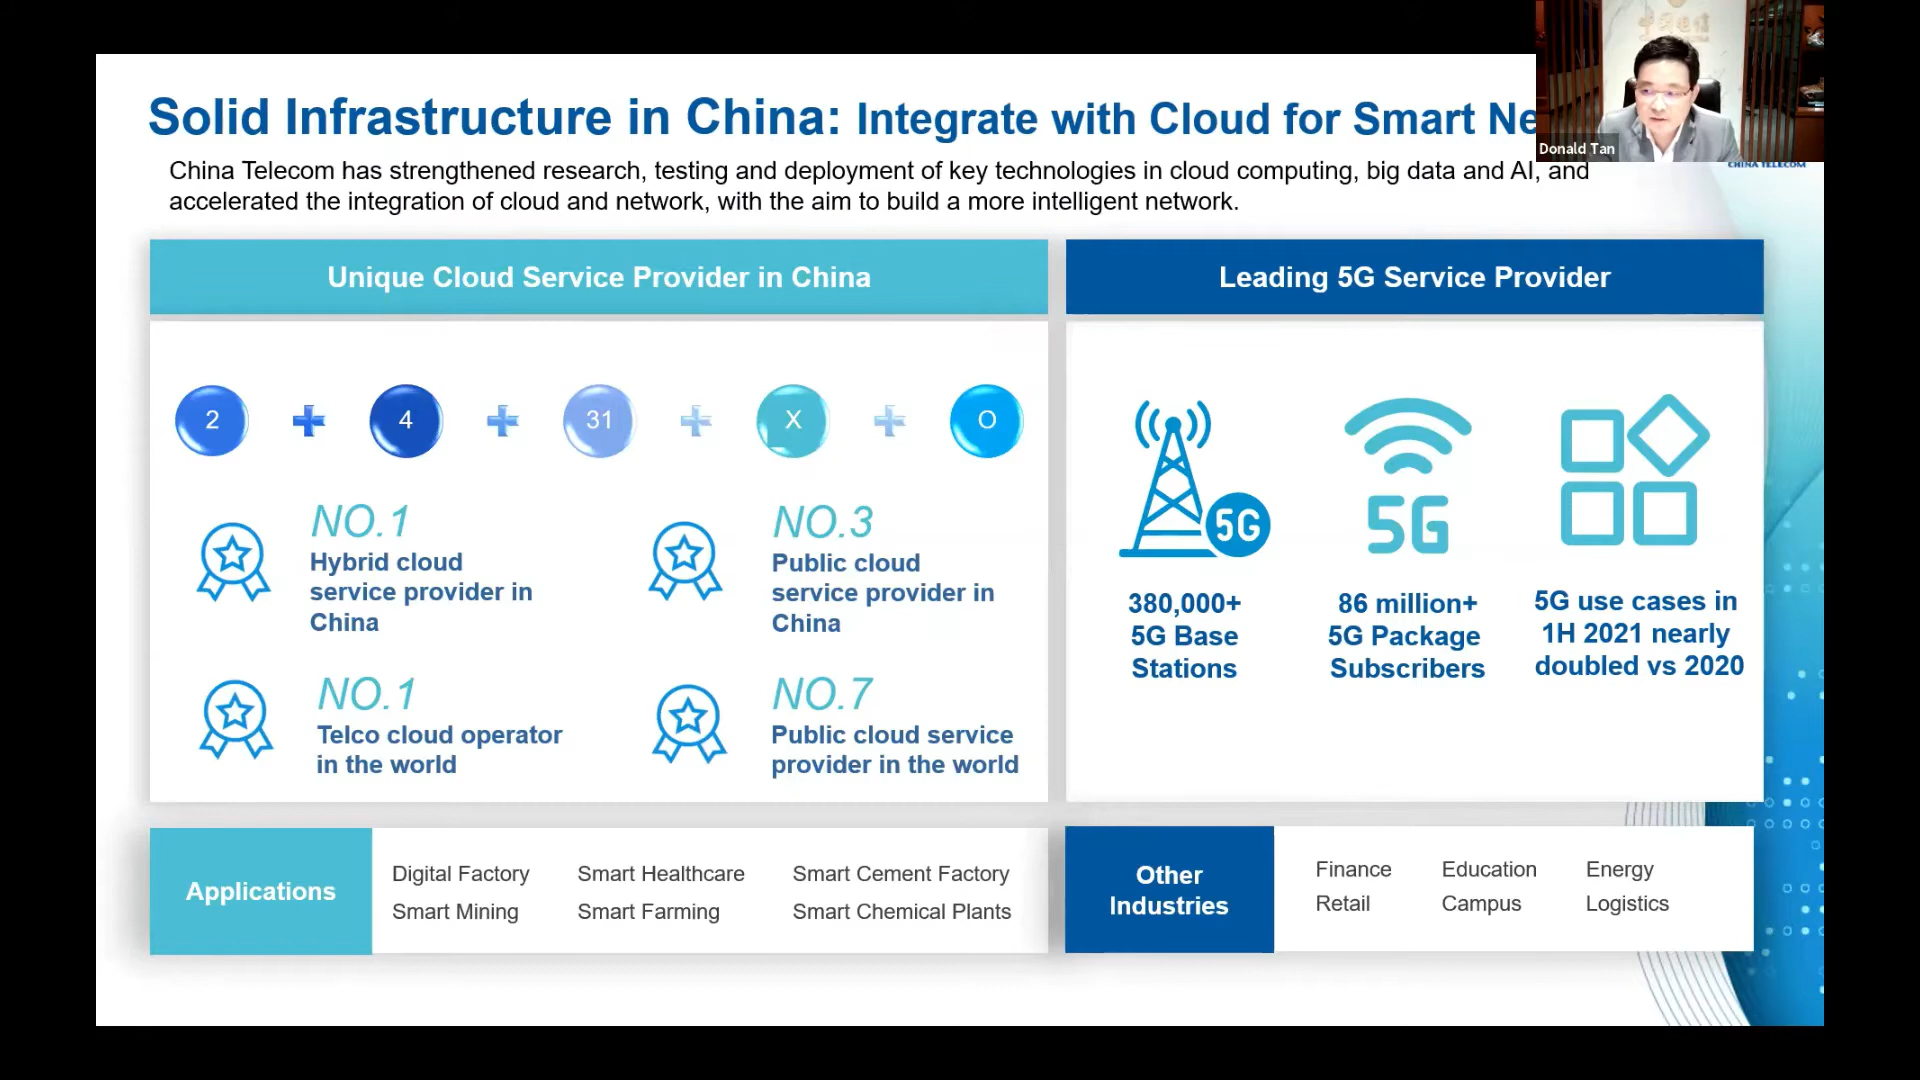 Solid Infrastructure in China: Integrate with Cloud for Smart Ne
Donald Tan
CHINA TELECOM
China Telecom has strengthened research, testing and deployment of key technologies in cloud computing, big data and AI, and
accelerated the integration of cloud and network, with the aim to build a more intelligent network.
Unique Cloud Service Provider in China
2 + 4 + 31 + X + O
NO.1
Hybrid cloud
service provider in
China
NO.3
Public cloud
service provider in
China
NO.1
Telco cloud operator
in the world
NO.7
Public cloud service
provider in the world
Leading 5G Service Provider
5G
380,000+
5G Base
Stations
5G
86 million+
5G Package
Subscribers
5G use cases in
1H 2021 nearly
doubled vs 2020
Applications
Digital Factory
Smart Healthcare
Smart Cement Factory
Smart Mining
Smart Farming
Smart Chemical Plants
Other
Industries
Finance
Education
Energy
Retail
Campus
Logistics